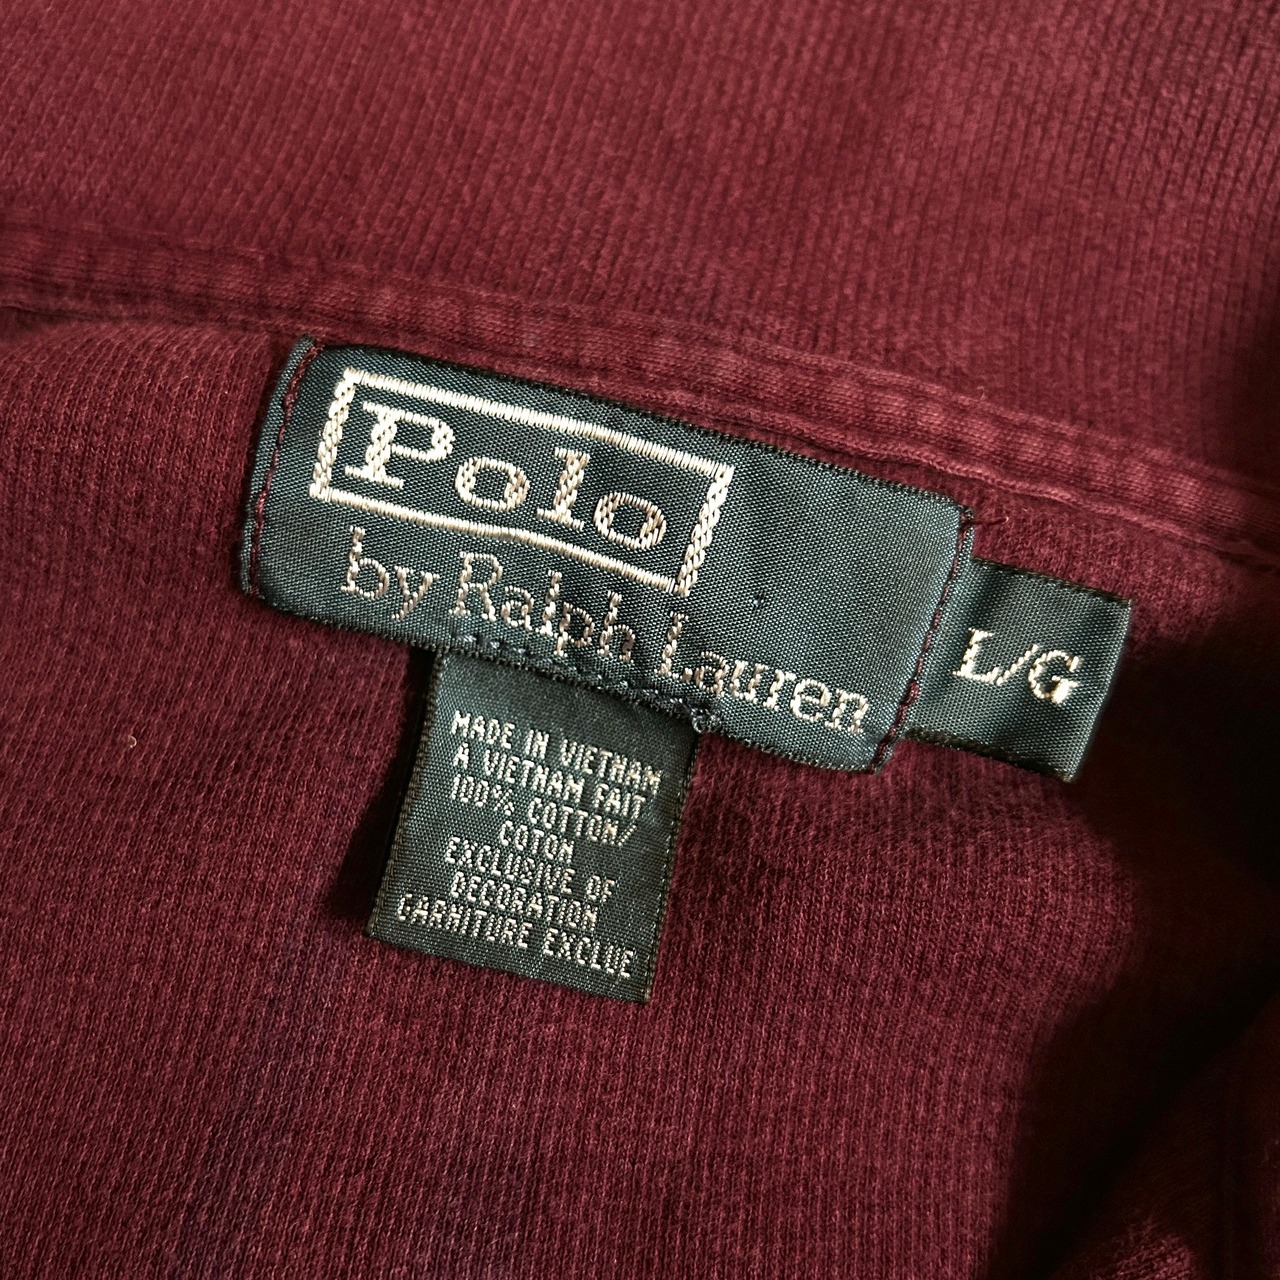 Polo
by Ralph Lauren
L/G
MADE IN VIETNAM
A VIETNAM FAIT
100% COTTON/
COTON
EXCLUSIVE OF
DECORATION
GARNITURE EXCLUE